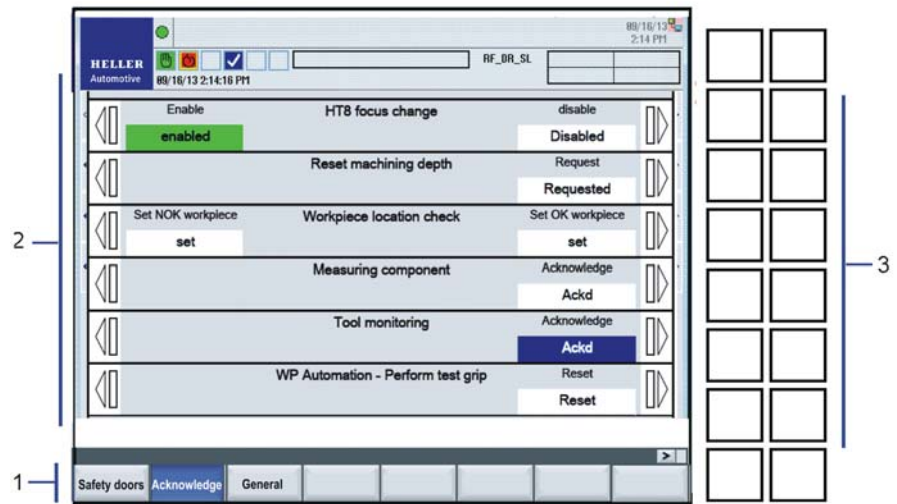 09/16/13
2:14 PM
HELLER
Automotive
RF_DR_SL
09/16/13 2:14:16 PM
Enable HT8 focus change disable
enabled Disabled
Reset machining depth Request
Requested
Set NOK workpiece Workpiece location check Set OK workpiece
set set
2
3
Measuring component Acknowledge
Ackd
Tool monitoring Acknowledge
Ackd
WP Automation - Perform test grip Reset
Reset
1
Safety doors Acknowledge General